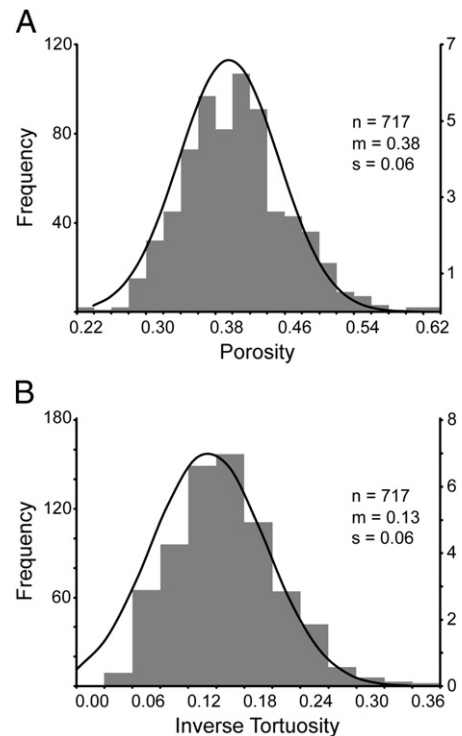 A
120
80
40
Frequency
7
5
3
1
n = 717
m = 0.38
s = 0.06
0.22 0.30 0.38 0.46 0.54 0.62
Porosity
B
180
120
60
Frequency
8
6
4
2
0
n = 717
m = 0.13
s = 0.06
0.00 0.06 0.12 0.18 0.24 0.30 0.36
Inverse Tortuosity